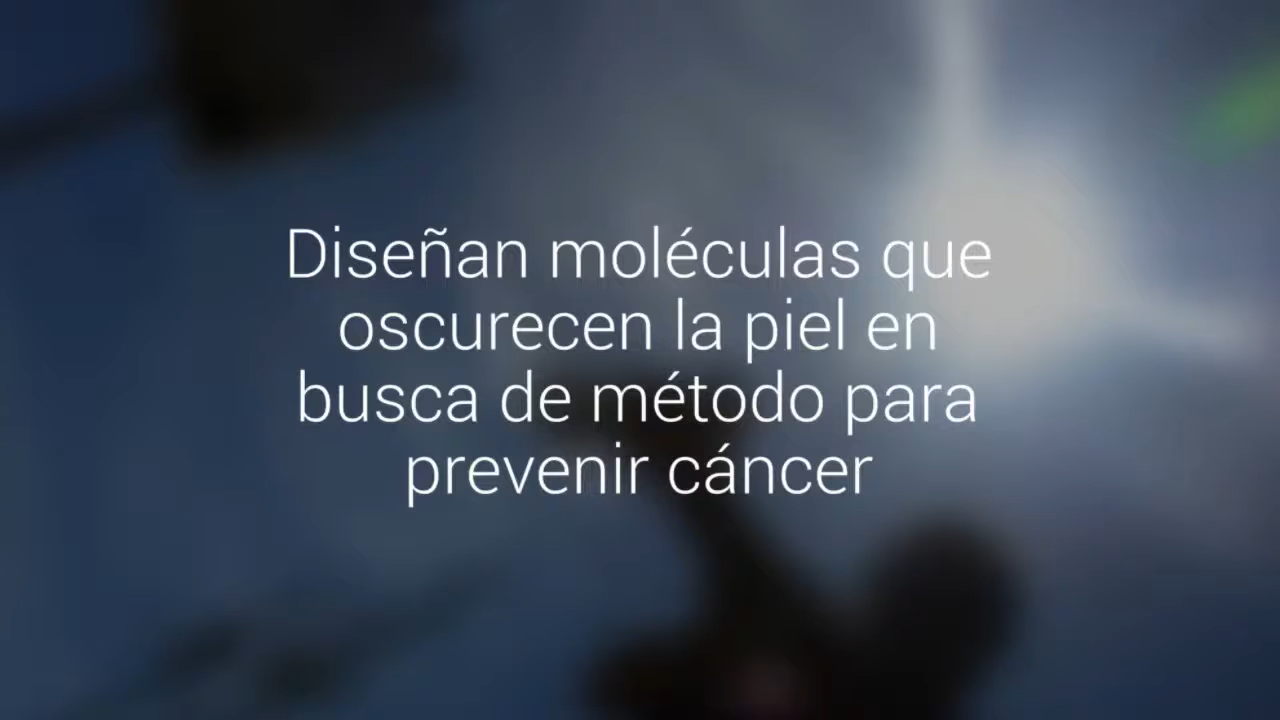 Diseñan moléculas que
oscurecen la piel en
busca de método para
prevenir cáncer